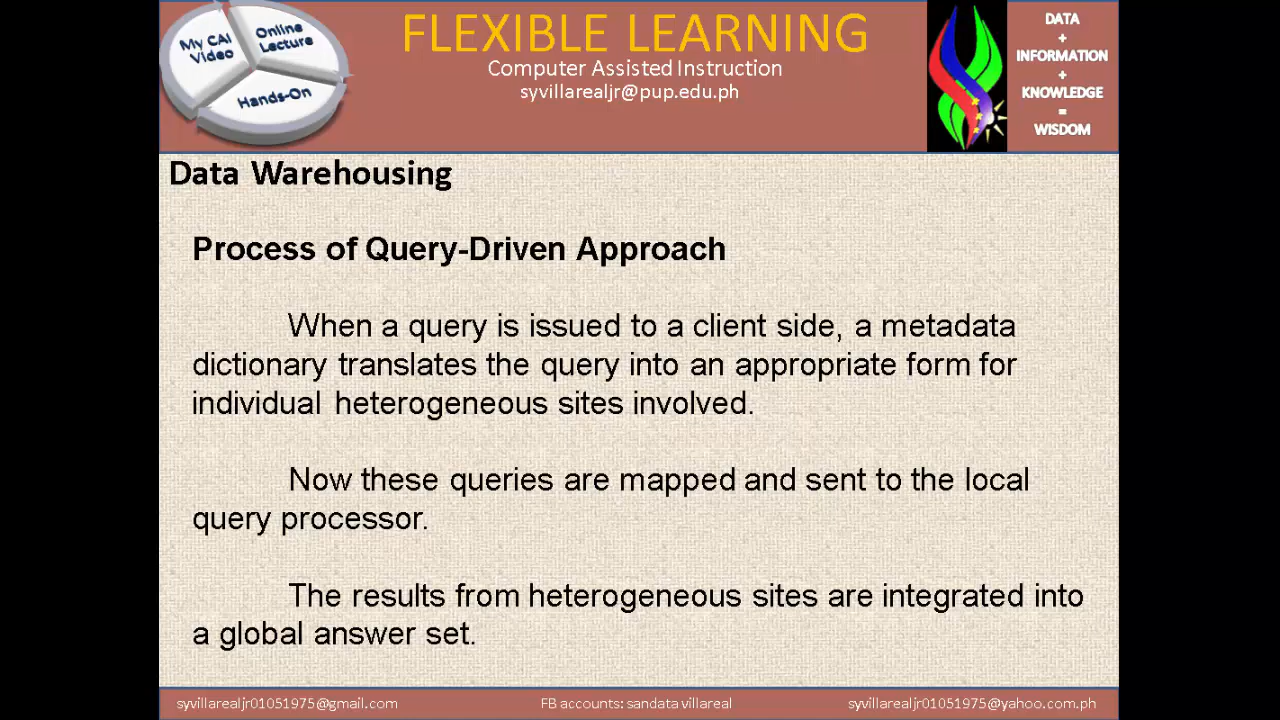 My CAI
Video
Online
Lecture
Hands-On
FLEXIBLE LEARNING
Computer Assisted Instruction
syvillarealjr@pup.edu.ph
DATA
+
INFORMATION
+
KNOWLEDGE
=
WISDOM
Data Warehousing
Process of Query-Driven Approach
When a query is issued to a client side, a metadata
dictionary translates the query into an appropriate form for
individual heterogeneous sites involved.
Now these queries are mapped and sent to the local
query processor.
The results from heterogeneous sites are integrated into
a global answer set.
syvillarealjr01051975@gmail.com
FB accounts: sandata villareal
syvillarealjr01051975@yahoo.com.ph